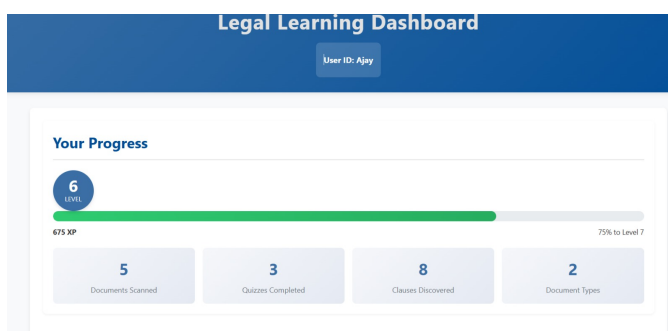 Legal Learning Dashboard
User ID: Ajay
Your Progress
6
LEVEL
675 XP 75% to Level 7
5 3 8 2
Documents Scanned Quizzes Completed Clauses Discovered Document Types